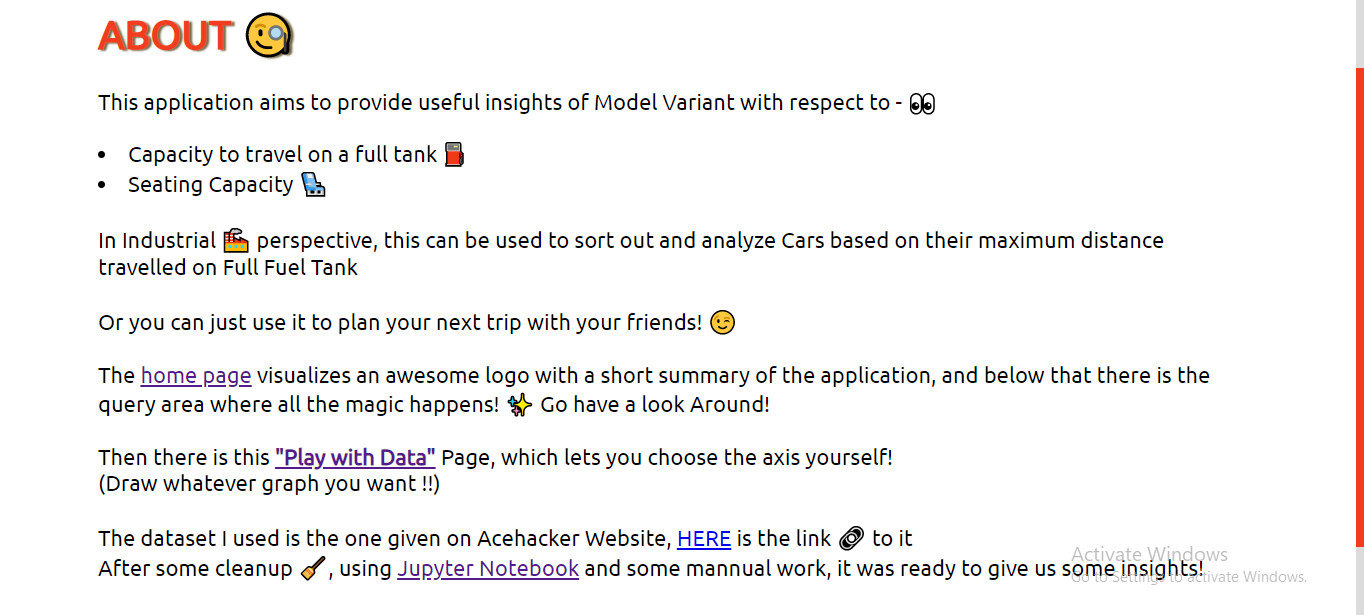 ABOUT 🧐
This application aims to provide useful insights of Model Variant with respect to - 👀
• Capacity to travel on a full tank ⛽
• Seating Capacity 💺
In Industrial 🏭 perspective, this can be used to sort out and analyze Cars based on their maximum distance
travelled on Full Fuel Tank
Or you can just use it to plan your next trip with your friends! 😉
The home page visualizes an awesome logo with a short summary of the application, and below that there is the
query area where all the magic happens! ✨ Go have a look Around!
Then there is this "Play with Data" Page, which lets you choose the axis yourself!
(Draw whatever graph you want !!)
The dataset I used is the one given on Acehacker Website, HERE is the link 🔗 to it
After some cleanup 🧹, using Jupyter Notebook and some mannual work, it was ready to give us some insights!
Activate Windows
Go to Settings to activate Windows.